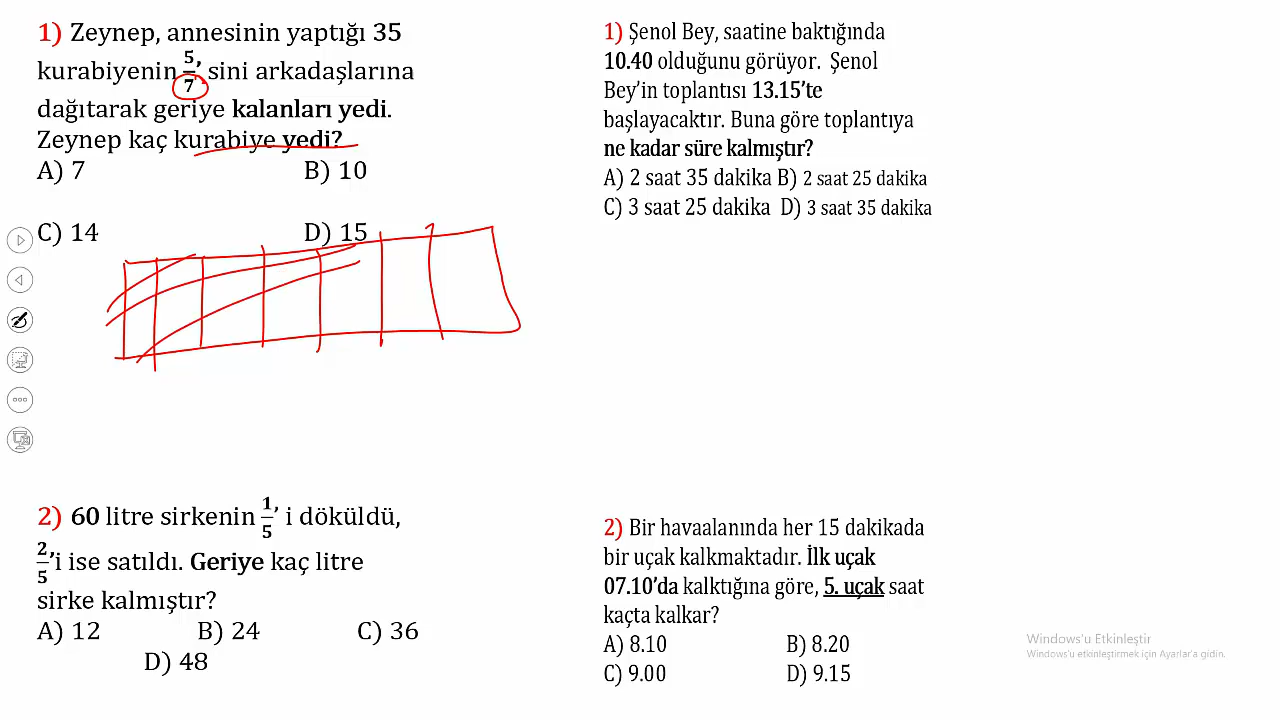 1) Zeynep, annesinin yaptığı 35
kurabiyenin 5/7' sini arkadaşlarına
dağıtarak geriye kalanları yedi.
Zeynep kaç kurabiye yedi?
A) 7 B) 10
C) 14 D) 15
2) 60 litre sirkenin 1/5' i döküldü,
2/5'i ise satıldı. Geriye kaç litre
sirke kalmıştır?
A) 12 B) 24 C) 36
D) 48
1) Şenol Bey, saatine baktığında
10.40 olduğunu görüyor. Şenol
Bey'in toplantısı 13.15'te
başlayacaktır. Buna göre toplantıya
ne kadar süre kalmıştır?
A) 2 saat 35 dakika B) 2 saat 25 dakika
C) 3 saat 25 dakika D) 3 saat 35 dakika
2) Bir havaalanında her 15 dakikada
bir uçak kalkmaktadır. İlk uçak
07.10'da kalktığına göre, 5. uçak saat
kaçta kalkar?
A) 8.10 B) 8.20
C) 9.00 D) 9.15
Windows'u Etkinleştir
Windows'u etkinleştirmek için Ayarlar'a gidin.